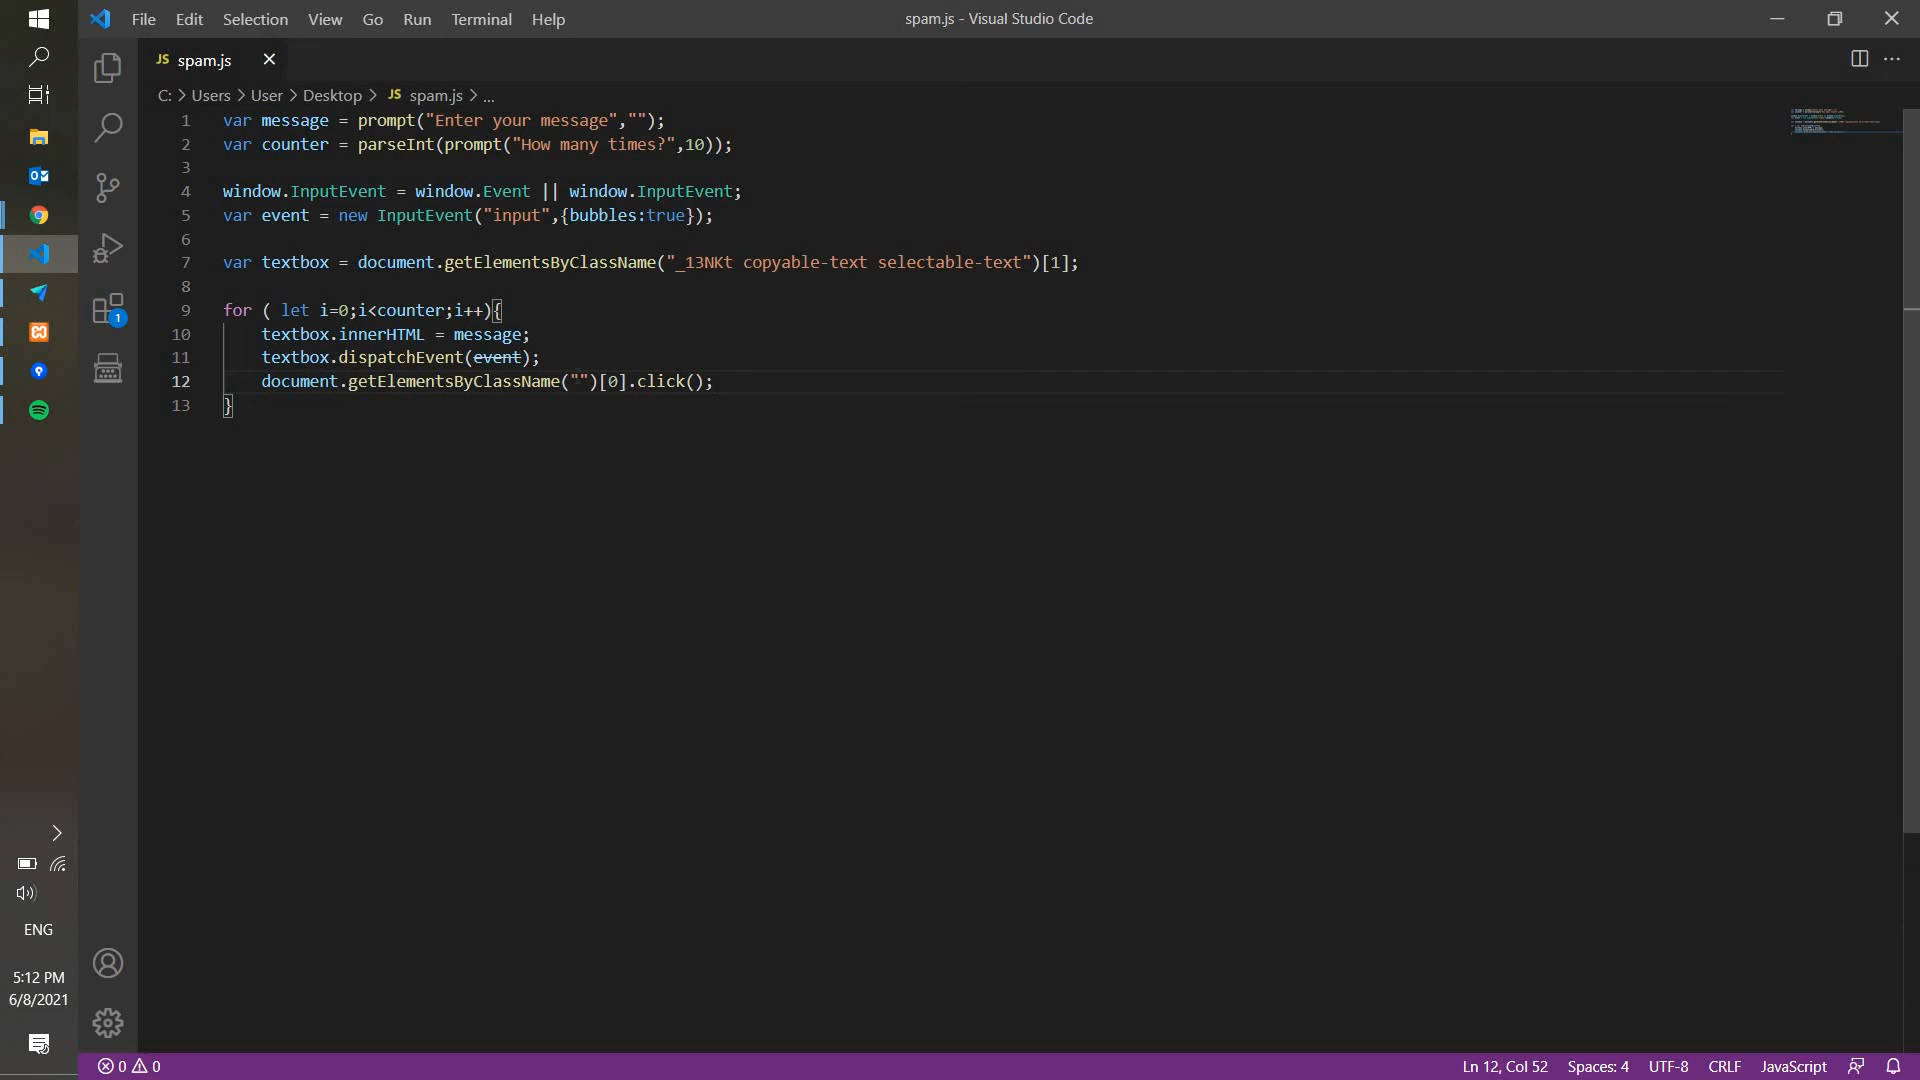 File Edit Selection View Go Run Terminal Help
spam.js - Visual Studio Code
JS spam.js
C: > Users > User > Desktop > JS spam.js > ...
1 var message = prompt("Enter your message","");
2 var counter = parseInt(prompt("How many times?",10));
3
4 window.InputEvent = window.Event || window.InputEvent;
5 var event = new InputEvent("input",{bubbles:true});
6
7 var textbox = document.getElementsByClassName("_13NKt copyable-text selectable-text")[1];
8
9 for ( let i=0;i<counter;i++){
10 textbox.innerHTML = message;
11 textbox.dispatchEvent(event);
12 document.getElementsByClassName("")[0].click();
13 }
1
ENG
5:12 PM
6/8/2021
0 0
Ln 12, Col 52 Spaces: 4 UTF-8 CRLF JavaScript